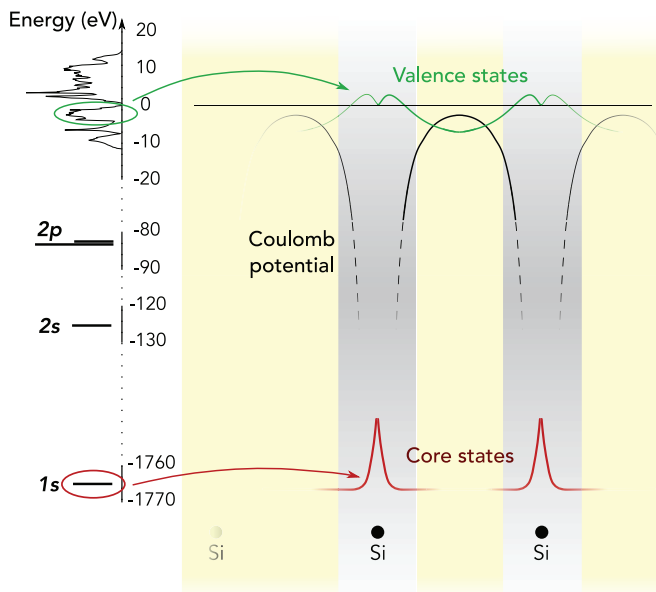 Energy (eV)
20
10
0
-10
-20
2p
-80
-90
2s
-120
-130
1s
-1760
-1770
Valence states
Coulomb
potential
Core states
Si
Si
Si